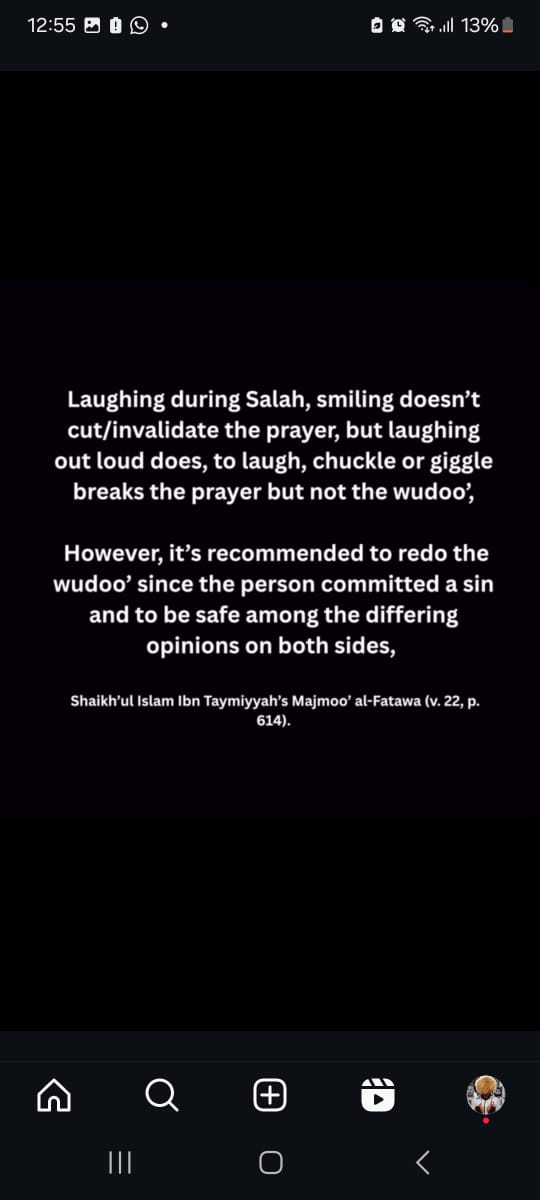 12:55
13%
Laughing during Salah, smiling doesn’t
cut/invalidate the prayer, but laughing
out loud does, to laugh, chuckle or giggle
breaks the prayer but not the wudoo’,
However, it’s recommended to redo the
wudoo’ since the person committed a sin
and to be safe among the differing
opinions on both sides,
Shaikh’ul Islam Ibn Taymiyyah’s Majmoo’ al-Fatawa (v. 22, p.
614).